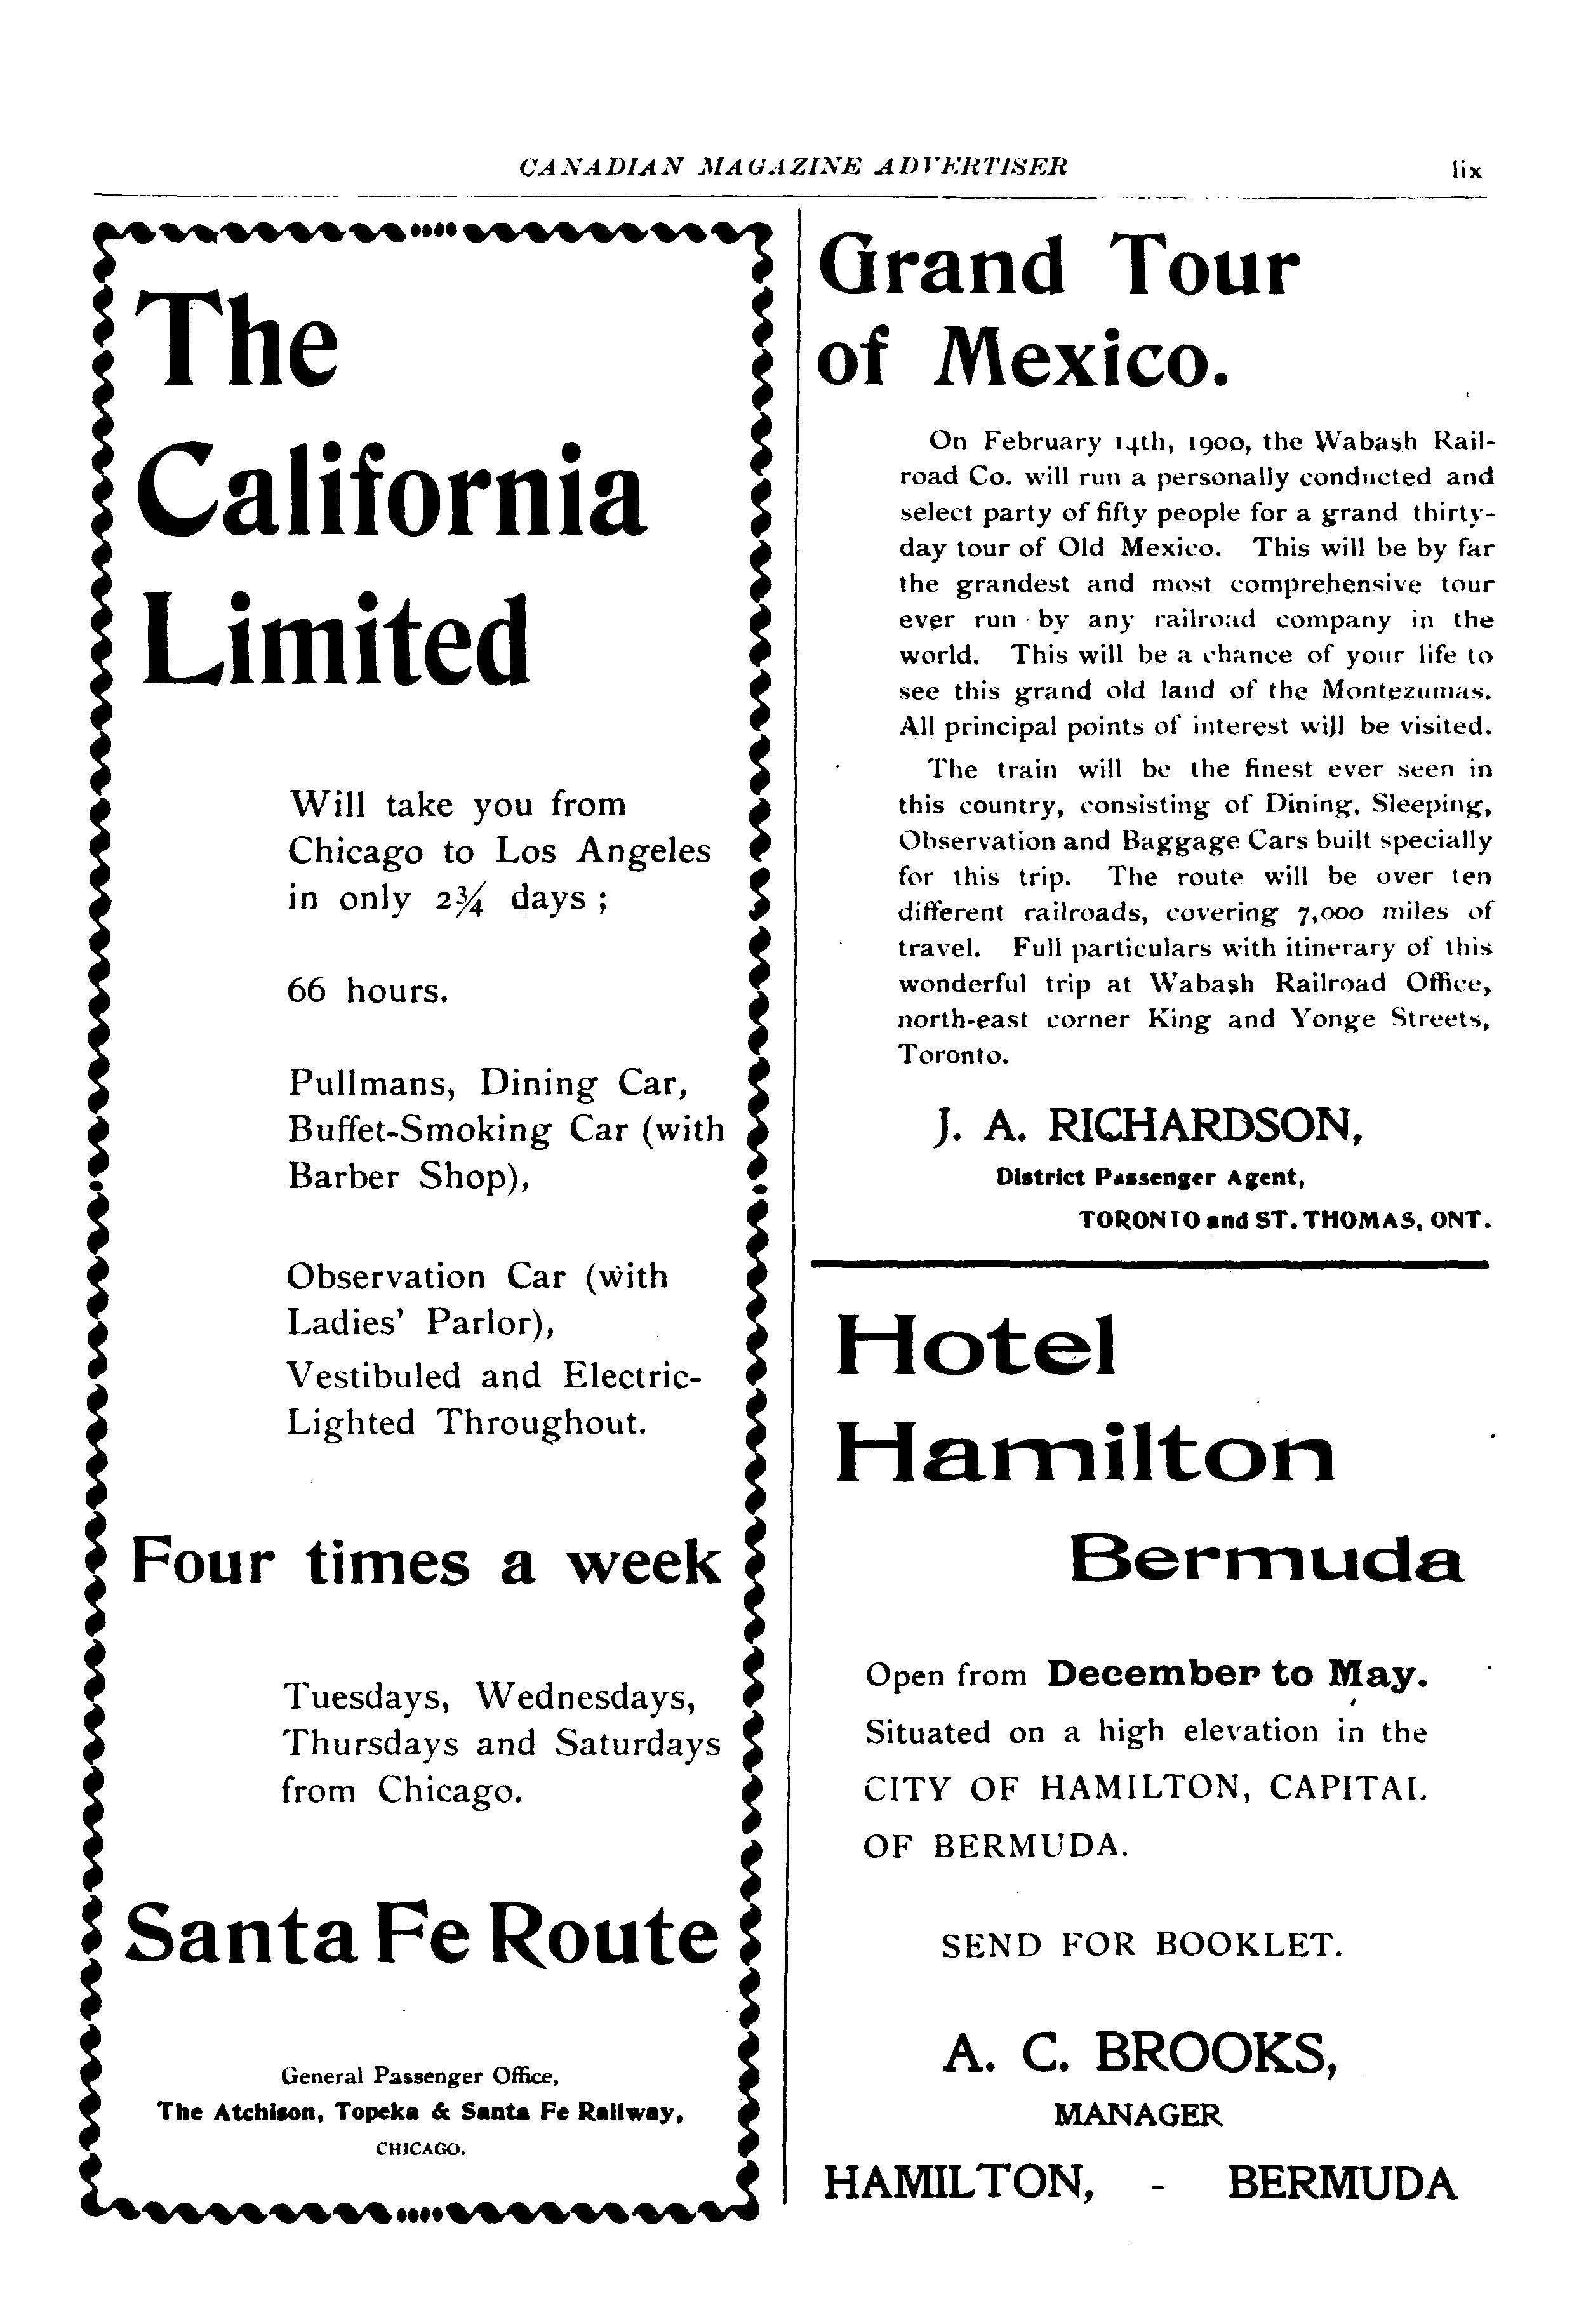 CANADIAN MAGAZINE ADVERTISER lix
The
California
Limited
Will take you from
Chicago to Los Angeles
in only 2¾ days ;
66 hours.
Pullmans, Dining Car,
Buffet-Smoking Car (with
Barber Shop),
Observation Car (with
Ladies' Parlor),
Vestibuled and Electric-
Lighted Throughout.
Four times a week
Tuesdays, Wednesdays,
Thursdays and Saturdays
from Chicago.
Santa Fe Route
General Passenger Office,
The Atchison, Topeka & Santa Fe Railway,
CHICAGO.
Grand Tour
of Mexico.
On February 14th, 1900, the Wabash Rail-
road Co. will run a personally conducted and
select party of fifty people for a grand thirty-
day tour of Old Mexico. This will be by far
the grandest and most comprehensive tour
ever run by any railroad company in the
world. This will be a chance of your life to
see this grand old land of the Montezumas.
All principal points of interest will be visited.
The train will be the finest ever seen in
this country, consisting of Dining, Sleeping,
Observation and Baggage Cars built specially
for this trip. The route will be over ten
different railroads, covering 7,000 miles of
travel. Full particulars with itinerary of this
wonderful trip at Wabash Railroad Office,
north-east corner King and Yonge Streets,
Toronto.
J. A. RICHARDSON,
District Passenger Agent,
TORONTO and ST. THOMAS, ONT.
Hotel
Hamilton
Bermuda
Open from December to May.
Situated on a high elevation in the
CITY OF HAMILTON, CAPITAL
OF BERMUDA.
SEND FOR BOOKLET.
A. C. BROOKS,
MANAGER
HAMILTON, - BERMUDA